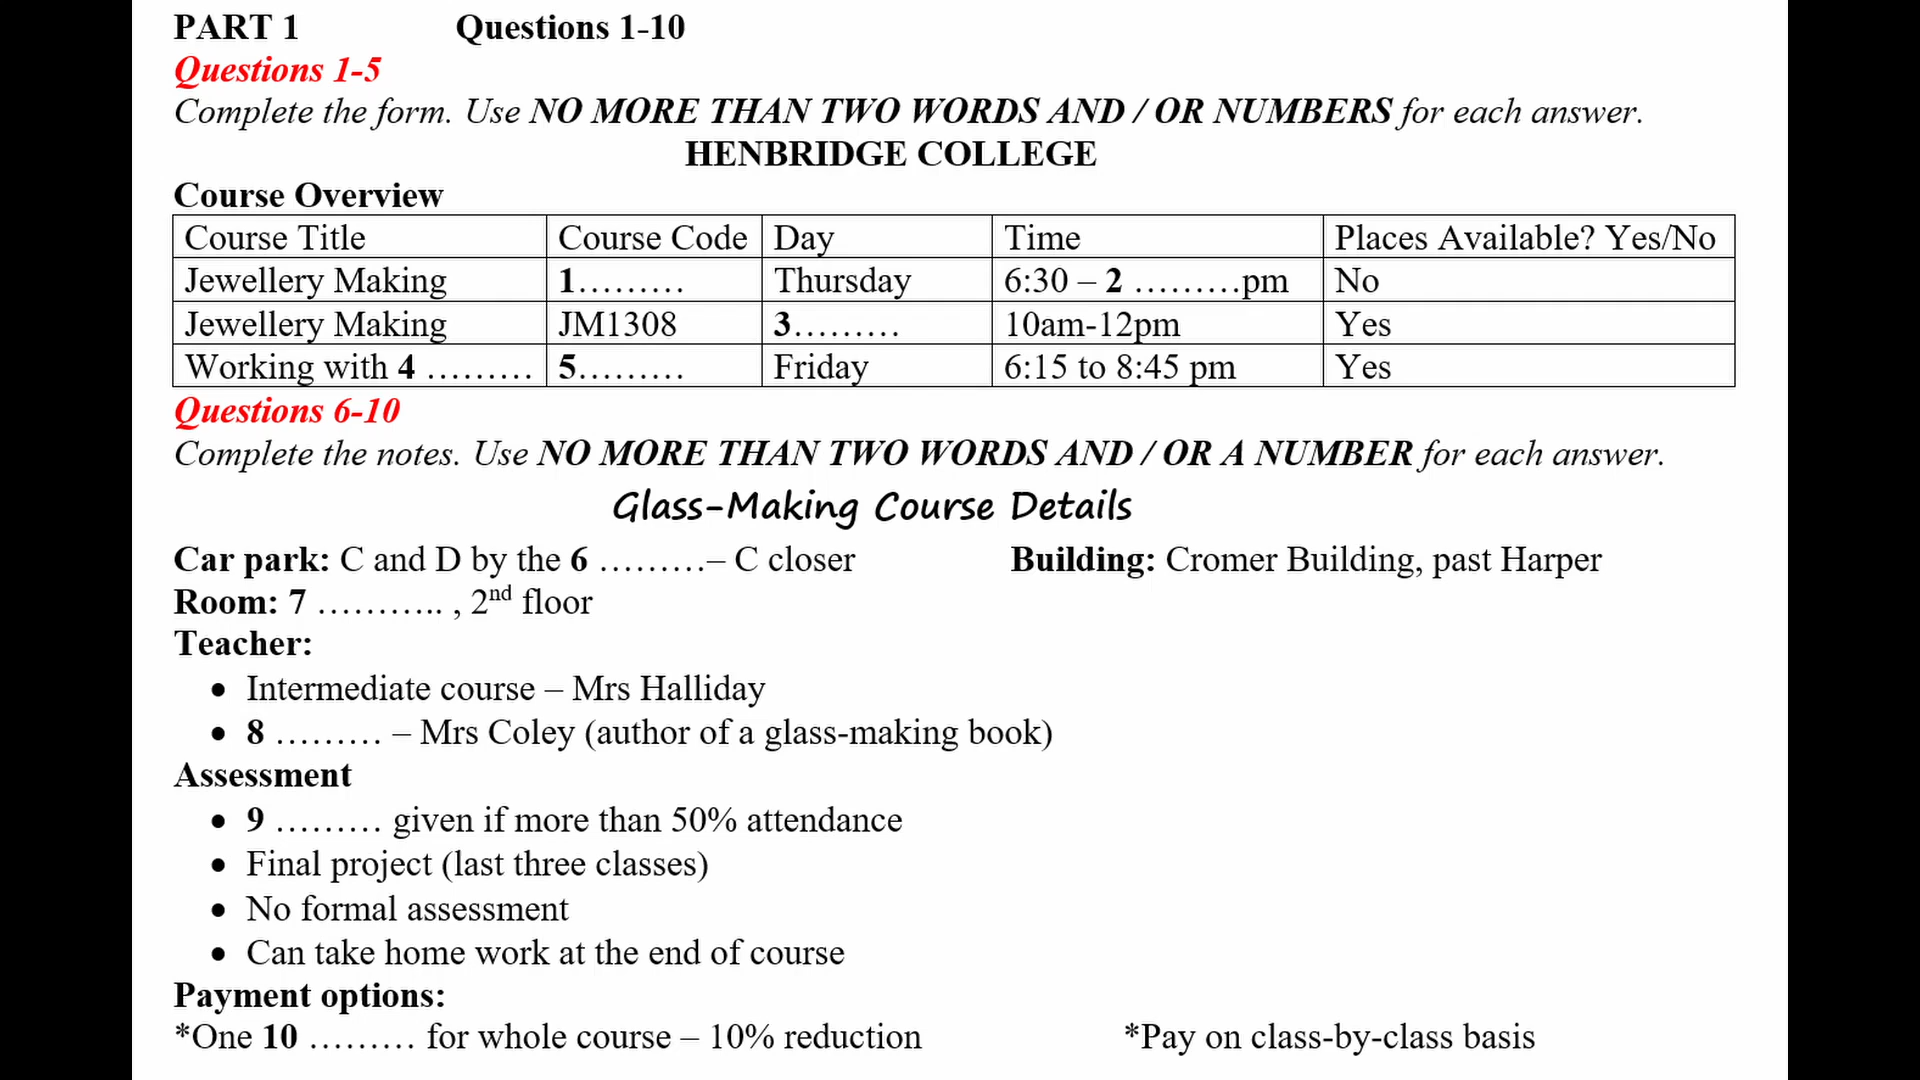 PART 1 Questions 1-10
Questions 1-5
Complete the form. Use NO MORE THAN TWO WORDS AND / OR NUMBERS for each answer.
HENBRIDGE COLLEGE
Course Overview
Course Title Course Code Day Time Places Available? Yes/No
Jewellery Making 1……… Thursday 6:30 – 2 ………pm No
Jewellery Making JM1308 3……… 10am-12pm Yes
Working with 4 ……… 5……… Friday 6:15 to 8:45 pm Yes
Questions 6-10
Complete the notes. Use NO MORE THAN TWO WORDS AND / OR A NUMBER for each answer.
Glass-Making Course Details
Car park: C and D by the 6 ………– C closer Building: Cromer Building, past Harper
Room: 7 ……….. , 2nd floor
Teacher:
• Intermediate course – Mrs Halliday
• 8 ……… – Mrs Coley (author of a glass-making book)
Assessment
• 9 ……… given if more than 50% attendance
• Final project (last three classes)
• No formal assessment
• Can take home work at the end of course
Payment options:
*One 10 ……… for whole course – 10% reduction *Pay on class-by-class basis